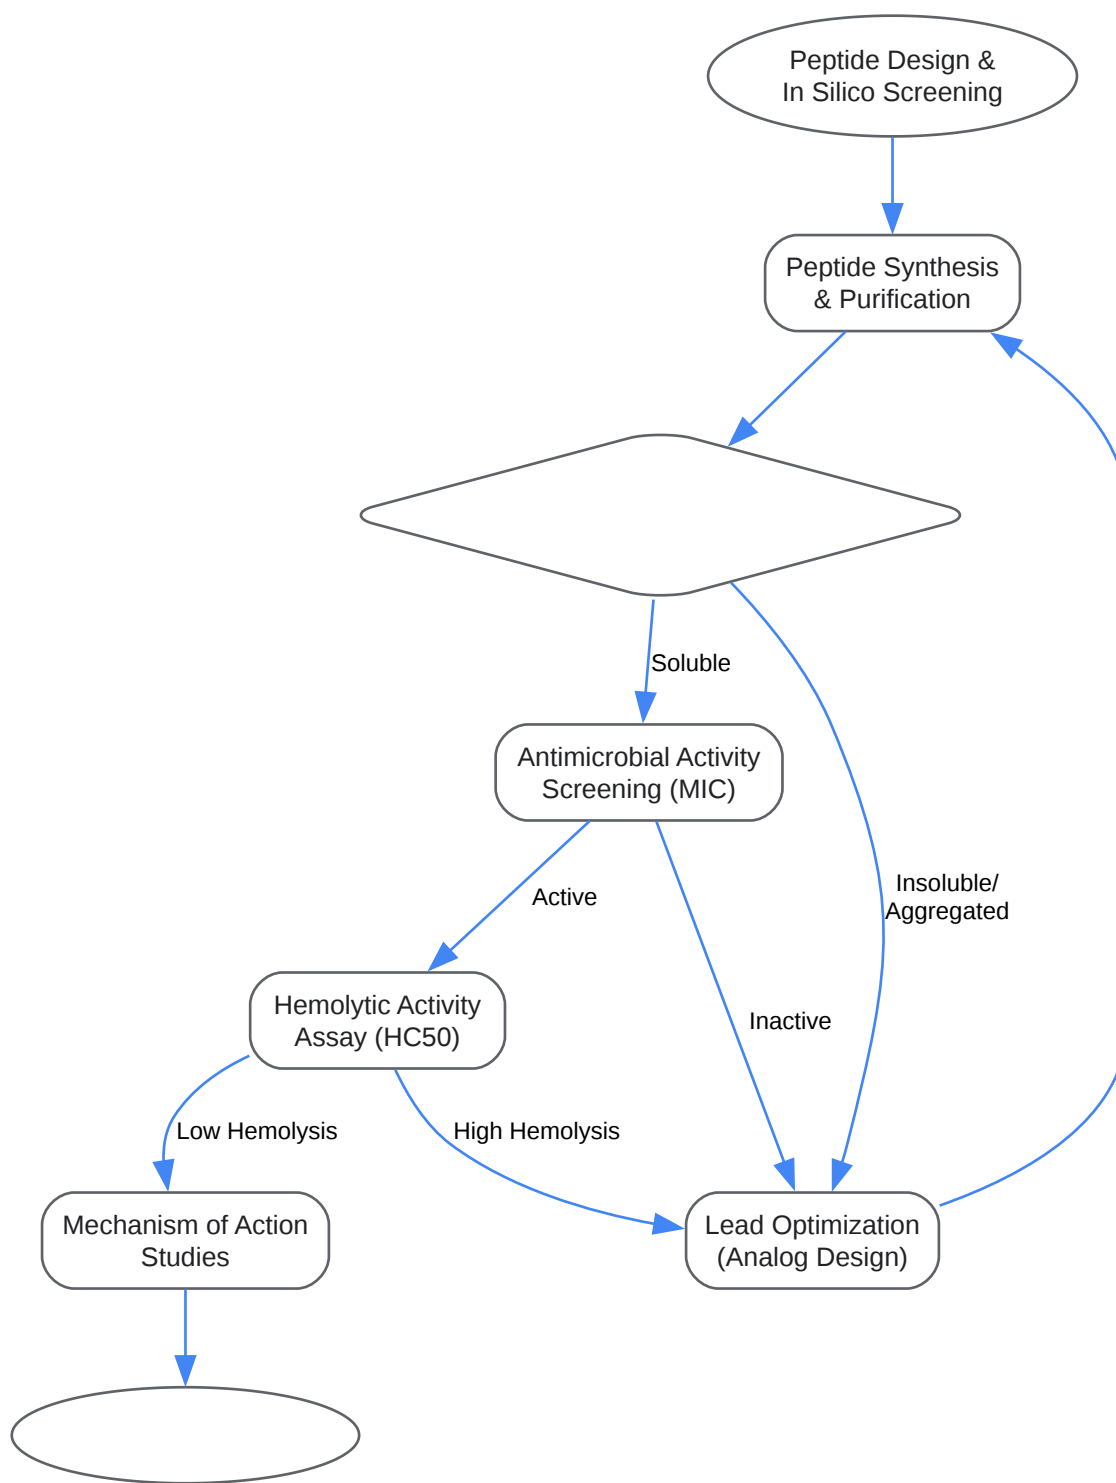 Peptide Design &
In Silico Screening
Peptide Synthesis
& Purification
Soluble
Antimicrobial Activity
Screening (MIC)
Insoluble/
Aggregated
Active
Hemolytic Activity
Assay (HC50)
Inactive
Low Hemolysis
High Hemolysis
Mechanism of Action
Studies
Lead Optimization
(Analog Design)